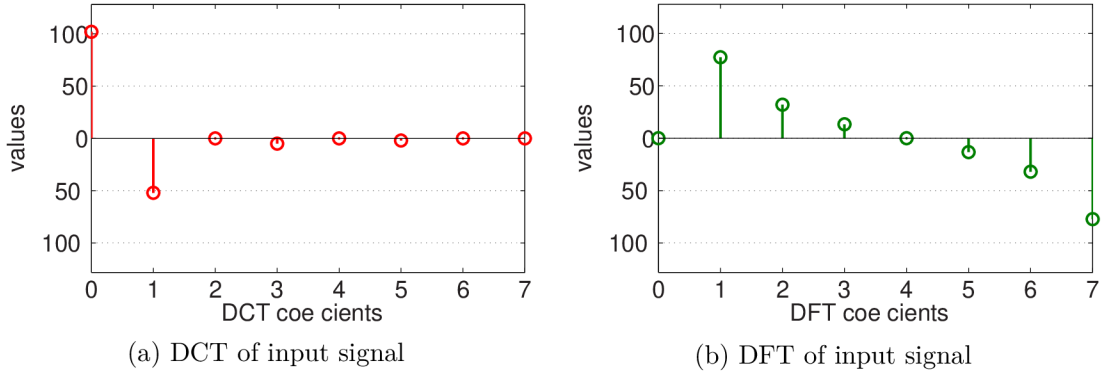 100
50
0
50
100
values
0 1 2 3 4 5 6 7
DCT coe cients
(a) DCT of input signal
100
50
0
50
100
values
0 1 2 3 4 5 6 7
DFT coe cients
(b) DFT of input signal